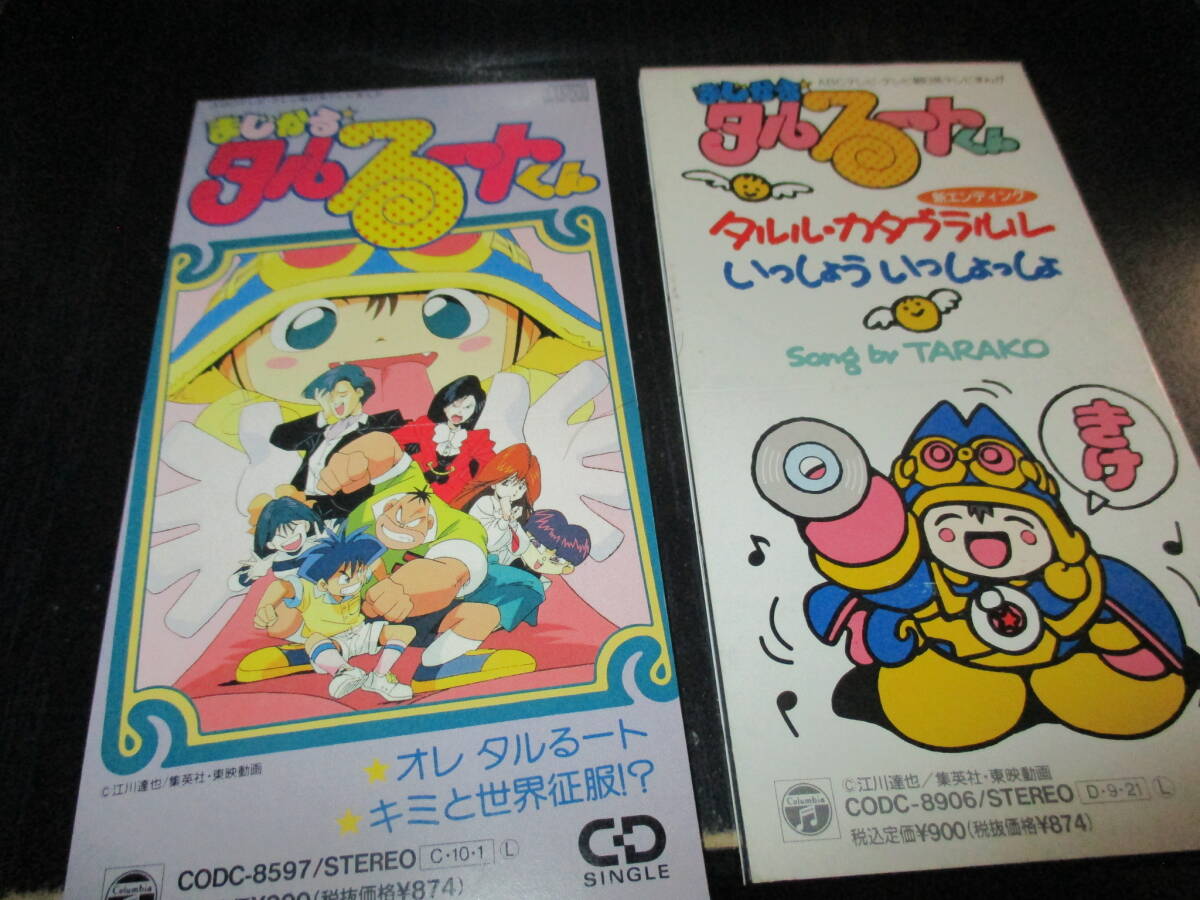 まじかる
タルるートくん
★オレ タルるート
★キミと世界征服!?
©江川達也/集英社・東映動画
Columbia
CODC-8597/STEREO C・10・1 L
(税抜価格¥874)
CD
SINGLE
ABCテレビ・テレビ朝日系テレビまんが
まじかる
タルるートくん
新エンディング
タルル・カタブラルル
いっしょう いっしょっしょ
Song by TARAKO
きけ
©江川達也/集英社・東映動画
Columbia
CODC-8906/STEREO D・9・21 L
税込定価¥900(税抜価格¥874)